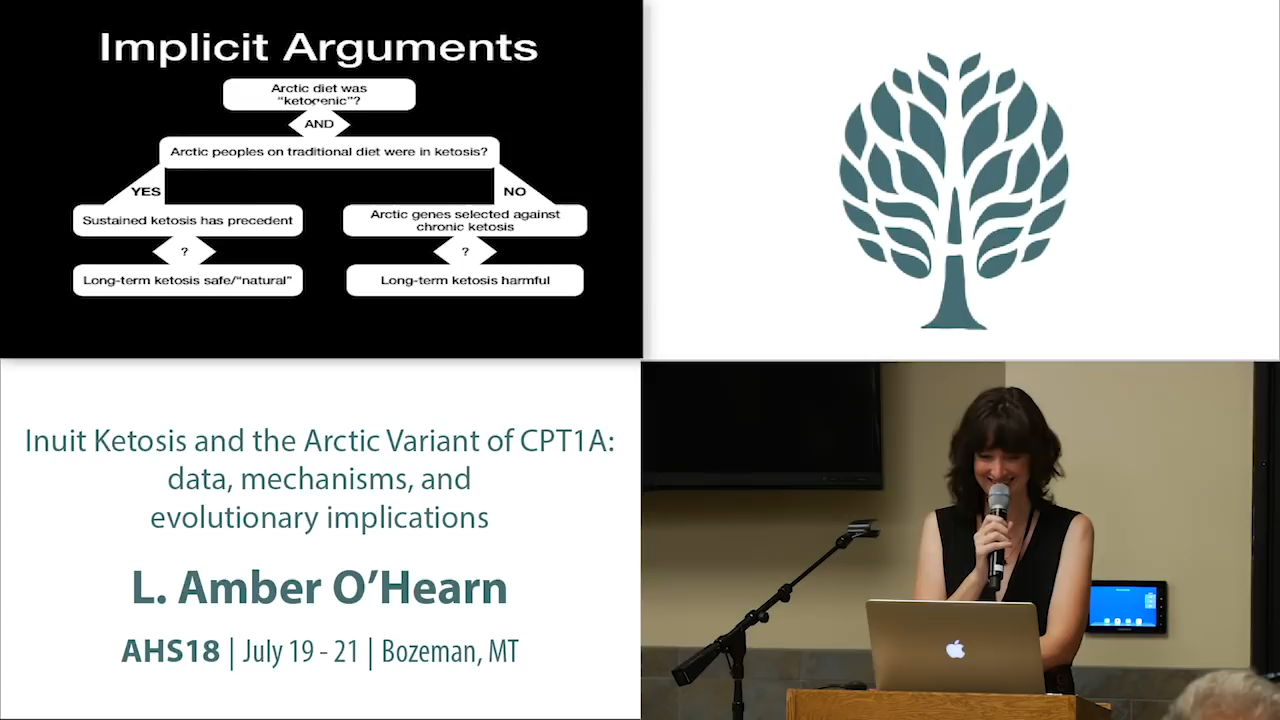 Implicit Arguments
Arctic diet was
"ketogenic"?
AND
Arctic peoples on traditional diet were in ketosis?
YES
NO
Sustained ketosis has precedent
Arctic genes selected against
chronic ketosis
?
?
Long-term ketosis safe/"natural"
Long-term ketosis harmful
Inuit Ketosis and the Arctic Variant of CPT1A:
data, mechanisms, and
evolutionary implications
L. Amber O’Hearn
AHS18 | July 19 - 21 | Bozeman, MT